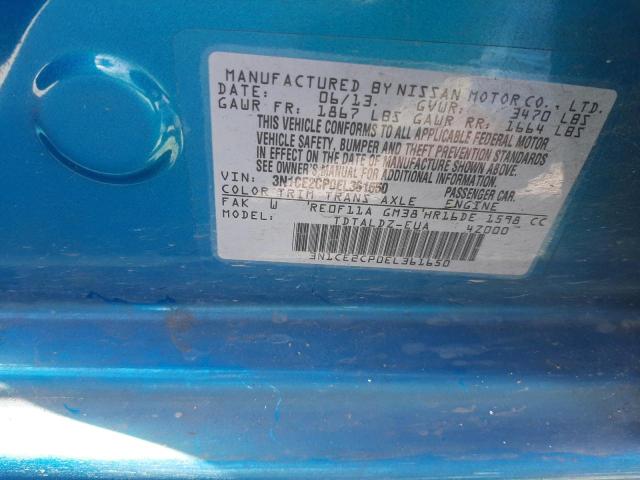 MANUFACTURED BY NISSAN MOTOR CO., LTD.
DATE: 06/13. GVWR: 3470 LBS
GAWR FR: 1867 LBS GAWR RR: 1664 LBS
THIS VEHICLE CONFORMS TO ALL APPLICABLE FEDERAL MOTOR
VEHICLE SAFETY, BUMPER AND THEFT PREVENTION STANDARDS
IN EFFECT ON THE DATE OF MANUFACTURE SHOWN ABOVE.
SEE OWNER'S MANUAL FOR ADDITIONAL INFORMATION.
VIN: 3N1CE2CP0EL361650 PASSENGER CAR.
COLOR TRIM TRANS AXLE ENGINE
FAK W RE0F11A GM38 HR16DE 1598 CC
MODEL: TDTALDZ-EUA 4Z000
3N1CE2CP0EL361650